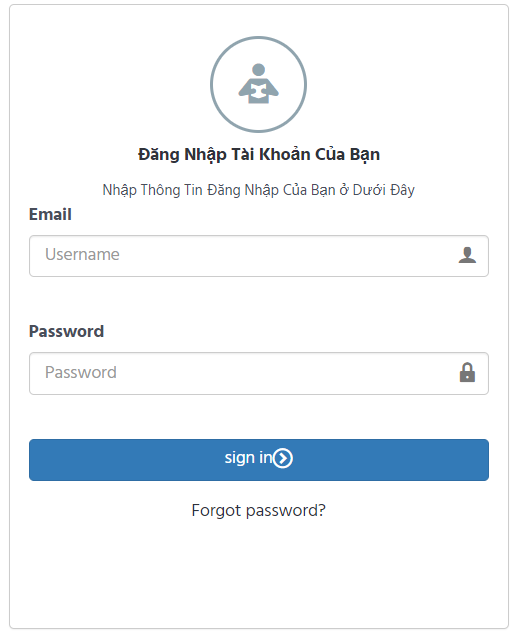 Đăng Nhập Tài Khoản Của Bạn
Nhập Thông Tin Đăng Nhập Của Bạn ở Dưới Đây
Email
Username
Password
Password
sign in
Forgot password?